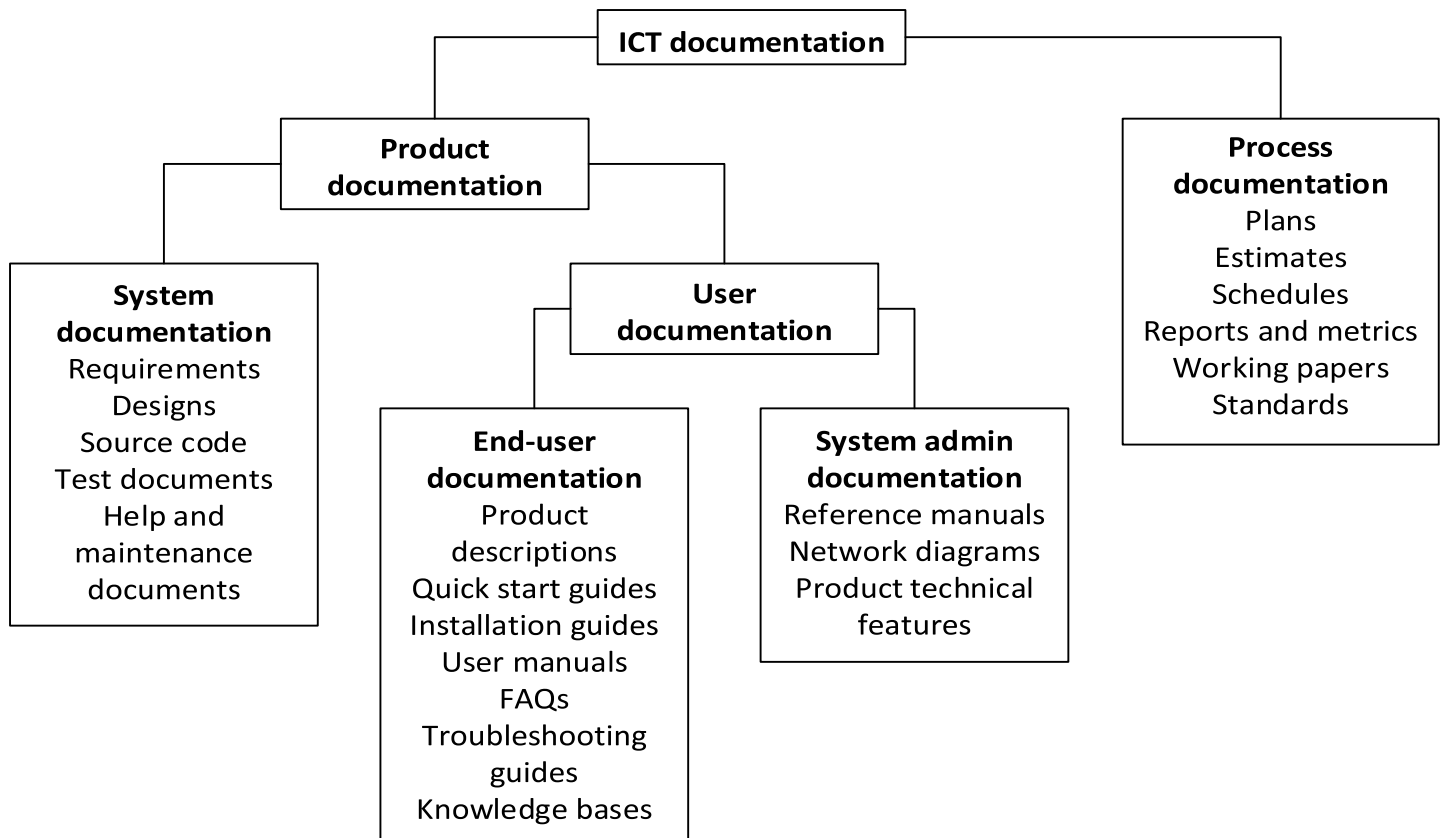 ICT documentation
Product
documentation
Process
documentation
Plans
Estimates
Schedules
Reports and metrics
Working papers
Standards
System
documentation
Requirements
Designs
Source code
Test documents
Help and
maintenance
documents
User
documentation
End-user
documentation
Product
descriptions
Quick start guides
Installation guides
User manuals
FAQs
Troubleshooting
guides
Knowledge bases
System admin
documentation
Reference manuals
Network diagrams
Product technical
features